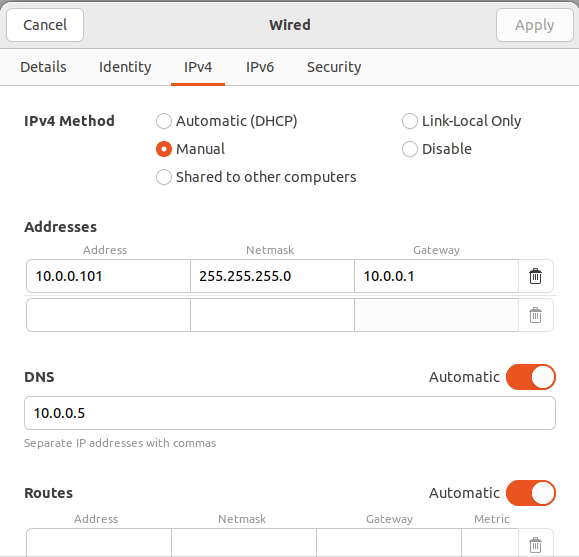 Cancel Wired Apply
Details Identity IPv4 IPv6 Security
IPv4 Method Automatic (DHCP) Link-Local Only
Manual Disable
Shared to other computers
Addresses
Address Netmask Gateway
10.0.0.101 255.255.255.0 10.0.0.1
DNS Automatic
10.0.0.5
Separate IP addresses with commas
Routes Automatic
Address Netmask Gateway Metric